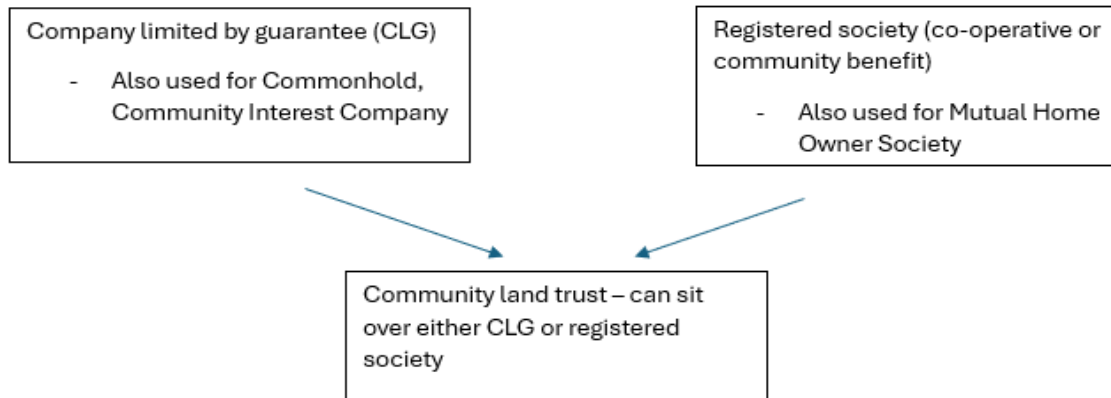 Company limited by guarantee (CLG)
- Also used for Commonhold,
Community Interest Company
Registered society (co-operative or
community benefit)
- Also used for Mutual Home
Owner Society
Community land trust – can sit
over either CLG or registered
society